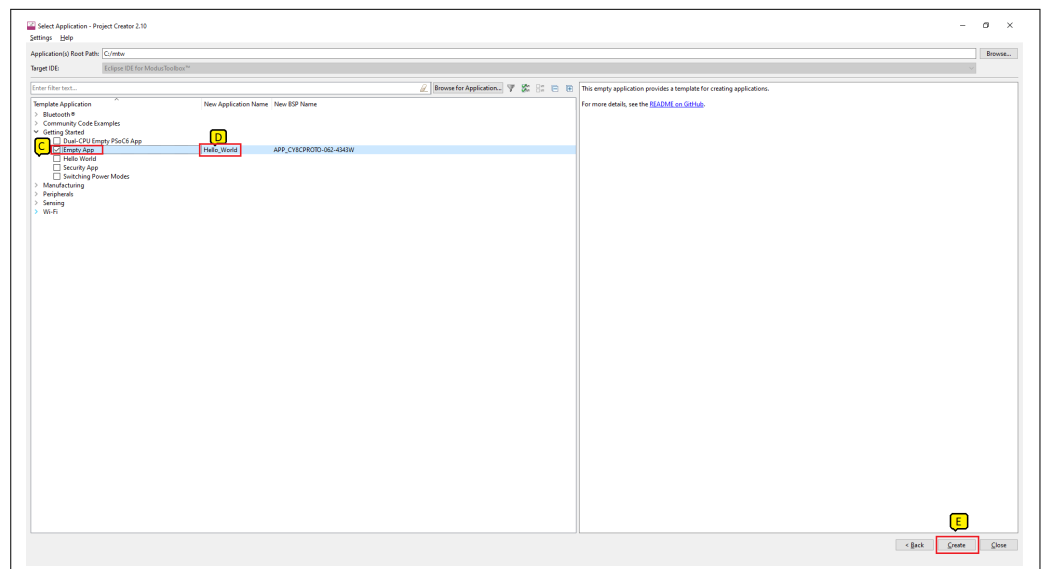 Select Application - Project Creator 2.10
Settings Help
Application(s) Root Path: C:/mtw Browse...
Target IDE: Eclipse IDE for ModusToolbox™
Enter filter text... Browse for Application...
Template Application New Application Name New BSP Name
Bluetooth®
Community Code Examples
Getting Started
Dual-CPU Empty PSoC6 App
D
C Empty App Hello_World APP_CY8CPROTO-062-4343W
Hello World
Security App
Switching Power Modes
Manufacturing
Peripherals
Sensing
Wi-Fi
This empty application provides a template for creating applications.
For more details, see the README on GitHub.
E
< Back Create Close